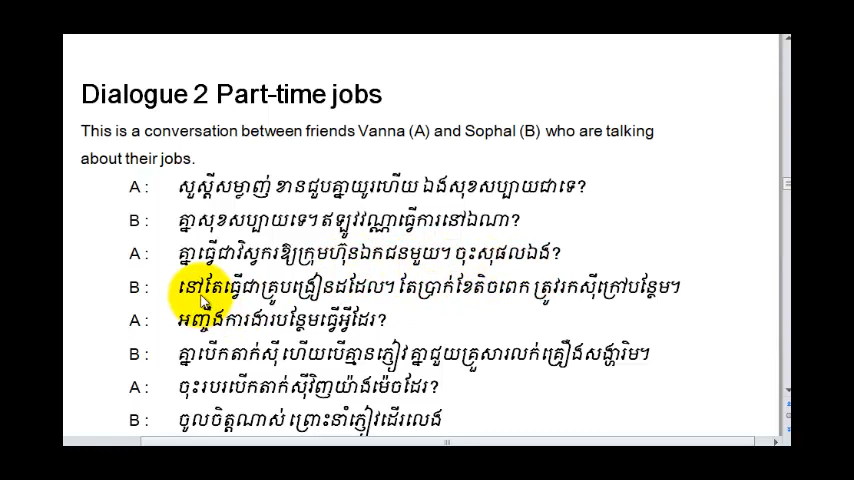 Dialogue 2 Part-time jobs
This is a conversation between friends Vanna (A) and Sophal (B) who are talking
about their jobs.
A : សួស្តីសម្លាញ់ ខានជួបគ្នាយូរហើយ ឯងសុខសប្បាយជាទេ?
B : គ្នាសុខសប្បាយទេ។ ឥឡូវវណ្ណាធ្វើការនៅឯណា?
A : គ្នាធ្វើជាវិស្វករឱ្យក្រុមហ៊ុនឯកជនមួយ។ ចុះសុផលឯង?
B : នៅតែធ្វើជាគ្រូបង្រៀនដដែល។ តែប្រាក់ខែតិចពេក ត្រូវរកស៊ីក្រៅបន្ថែម។
A : អញ្ចឹងការងារបន្ថែមធ្វើអ្វីដែរ?
B : គ្នាបើកតាក់ស៊ី ហើយបើគ្មានភ្ញៀវ គ្នាជួយគ្រួសារលក់គ្រឿងសង្ហារិម។
A : ចុះរបរបើកតាក់ស៊ីវិញយ៉ាងម៉េចដែរ?
B : ចូលចិត្តណាស់ ព្រោះនាំភ្ញៀវដើរលេង